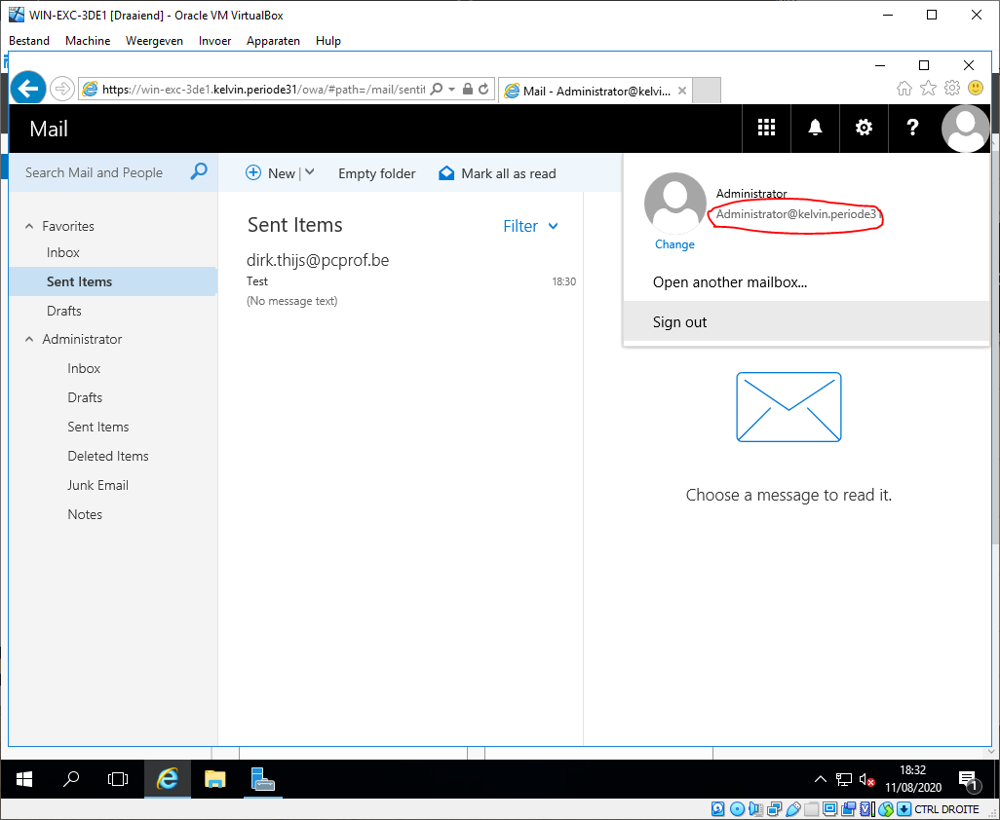 WIN-EXC-3DE1 [Draaiend] - Oracle VM VirtualBox
Bestand Machine Weergeven Invoer Apparaten Hulp
https://win-exc-3de1.kelvin.periode31/owa/#path=/mail/sentit
Mail - Administrator@kelvi...
Mail
?
Search Mail and People
New
Empty folder
Mark all as read
Administrator
Administrator@kelvin.periode31
Change
Open another mailbox...
Sign out
Favorites
Inbox
Sent Items
Drafts
Administrator
Inbox
Drafts
Sent Items
Deleted Items
Junk Email
Notes
Sent Items
Filter
dirk.thijs@pcprof.be
Test 18:30
(No message text)
Choose a message to read it.
18:32
11/08/2020
1
CTRL DROITE